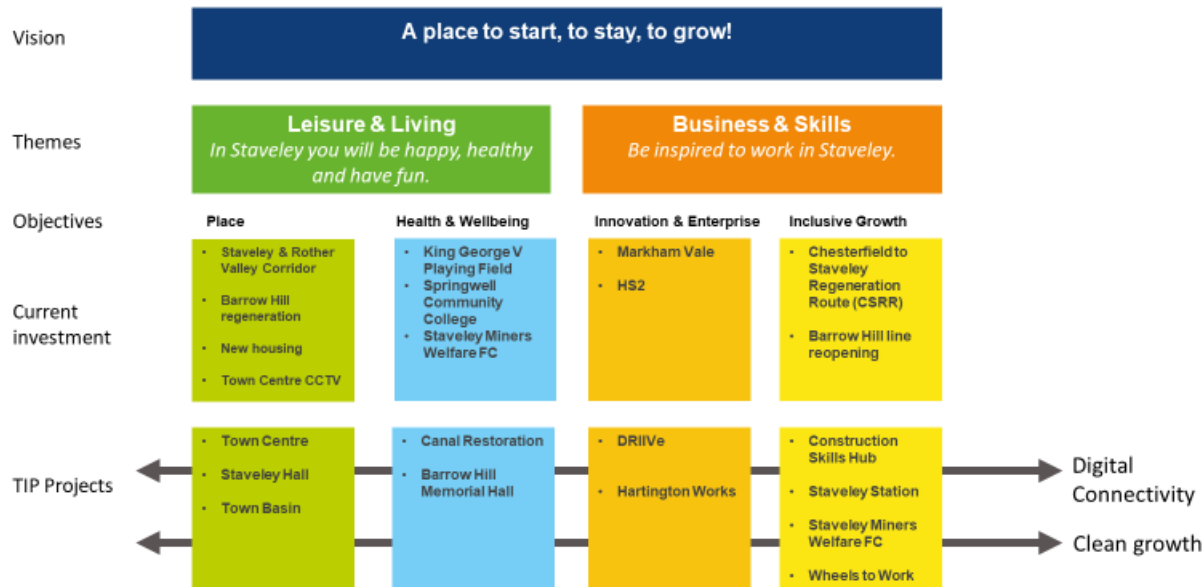 Vision
A place to start, to stay, to grow!
Themes
Leisure & Living
In Staveley you will be happy, healthy
and have fun.
Business & Skills
Be inspired to work in Staveley.
Objectives
Place
Health & Wellbeing
Innovation & Enterprise
Inclusive Growth
Current
investment
• Staveley & Rother
Valley Corridor
• Barrow Hill
regeneration
• New housing
• Town Centre CCTV
• King George V
Playing Field
• Springwell
Community
College
• Staveley Miners
Welfare FC
• Markham Vale
• HS2
• Chesterfield to
Staveley
Regeneration
Route (CSRR)
• Barrow Hill line
reopening
TIP Projects
• Town Centre
• Staveley Hall
• Town Basin
• Canal Restoration
• Barrow Hill
Memorial Hall
• DRIIVe
• Hartington Works
• Construction
Skills Hub
• Staveley Station
• Staveley Miners
Welfare FC
• Wheels to Work
Digital
Connectivity
Clean growth